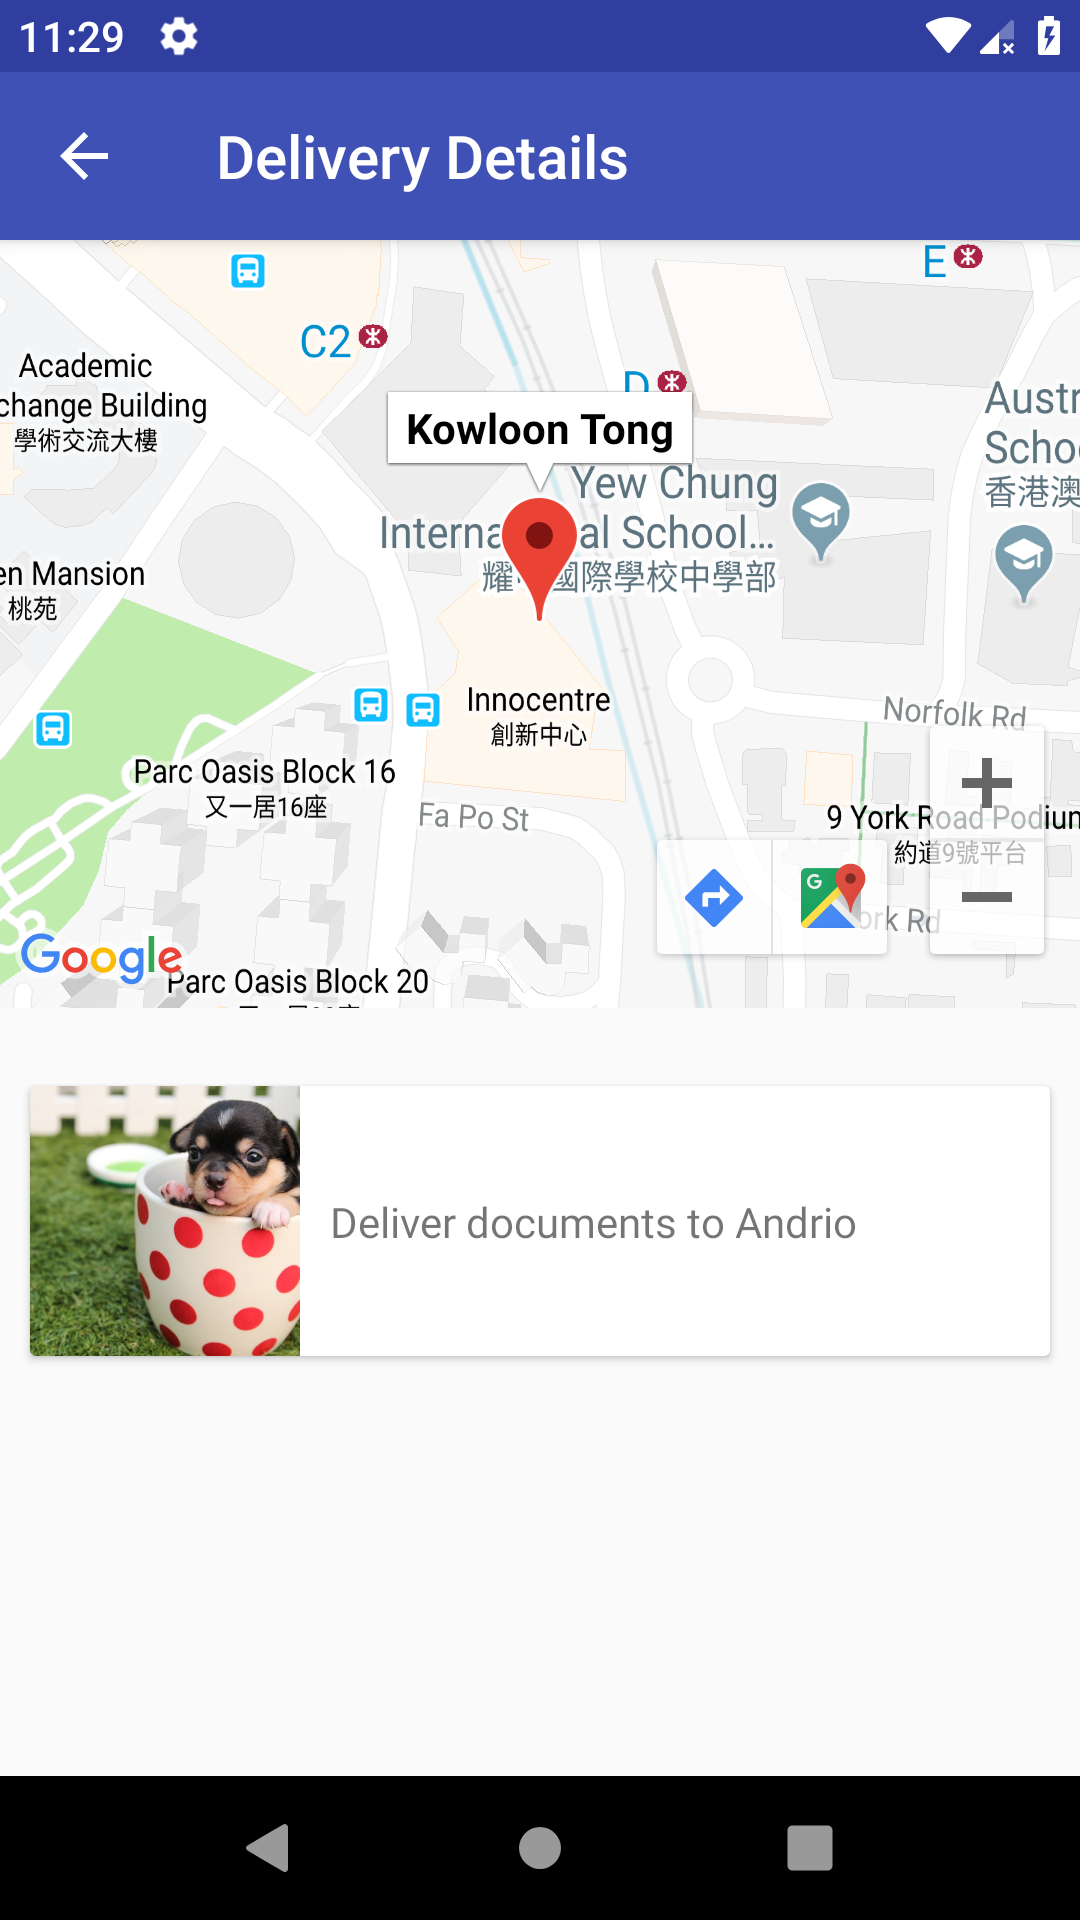 11:29
Delivery Details
E
C2
Academic
change Building
學術交流大樓
D
Kowloon Tong
Austr
Schoo
香港澳
Yew Chung
Interna al School...
耀 國際學校中學部
en Mansion
桃苑
Innocentre
創新中心
Norfolk Rd
Parc Oasis Block 16
又一居16座
Fa Po St
9 York Road Podium
約道9號平台
G
ork Rd
Google
Parc Oasis Block 20
Deliver documents to Andrio